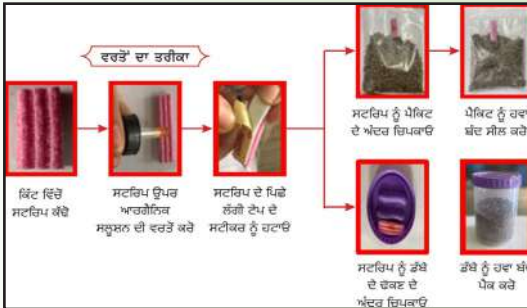 ਵਰਤੋਂ ਦਾ ਤਰੀਕਾ
ਕਿੱਟ ਵਿੱਚੋਂ
ਸਟਰਿਪ ਕੱਢੋ
ਸਟਰਿਪ ਉਪਰ
ਆਰਗੈਨਿਕ
ਸਲੂਸ਼ਨ ਦੀ ਵਰਤੋਂ ਕਰੋ
ਸਟਰਿਪ ਦੇ ਪਿਛੇ
ਲੱਗੀ ਟੇਪ ਦੇ
ਸਟੀਕਰ ਨੂੰ ਹਟਾਓ
ਸਟਰਿਪ ਨੂੰ ਪੈਕਿਟ
ਦੇ ਅੰਦਰ ਚਿਪਕਾਓ
ਪੈਕਿਟ ਨੂੰ ਹਵਾ
ਬੰਦ ਸੀਲ ਕਰੋ
ਸਟਰਿਪ ਨੂੰ ਡੱਬੇ
ਦੇ ਢੱਕਣ ਦੇ
ਅੰਦਰ ਚਿਪਕਾਓ
ਡੱਬੇ ਨੂੰ ਹਵਾ
ਪੈਕ ਕਰੋ